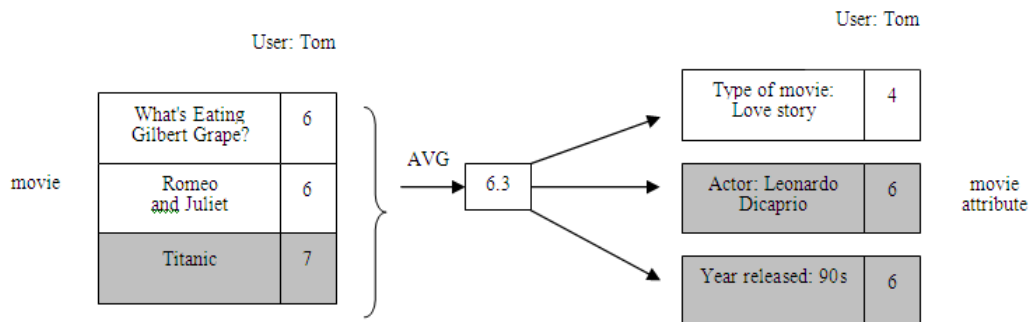 User: Tom
User: Tom
What's Eating
Gilbert Grape?
6
Romeo
and Juliet
6
Titanic
7
movie
AVG
6.3
Type of movie:
Love story
4
Actor: Leonardo
Dicaprio
6
Year released: 90s
6
movie
attribute